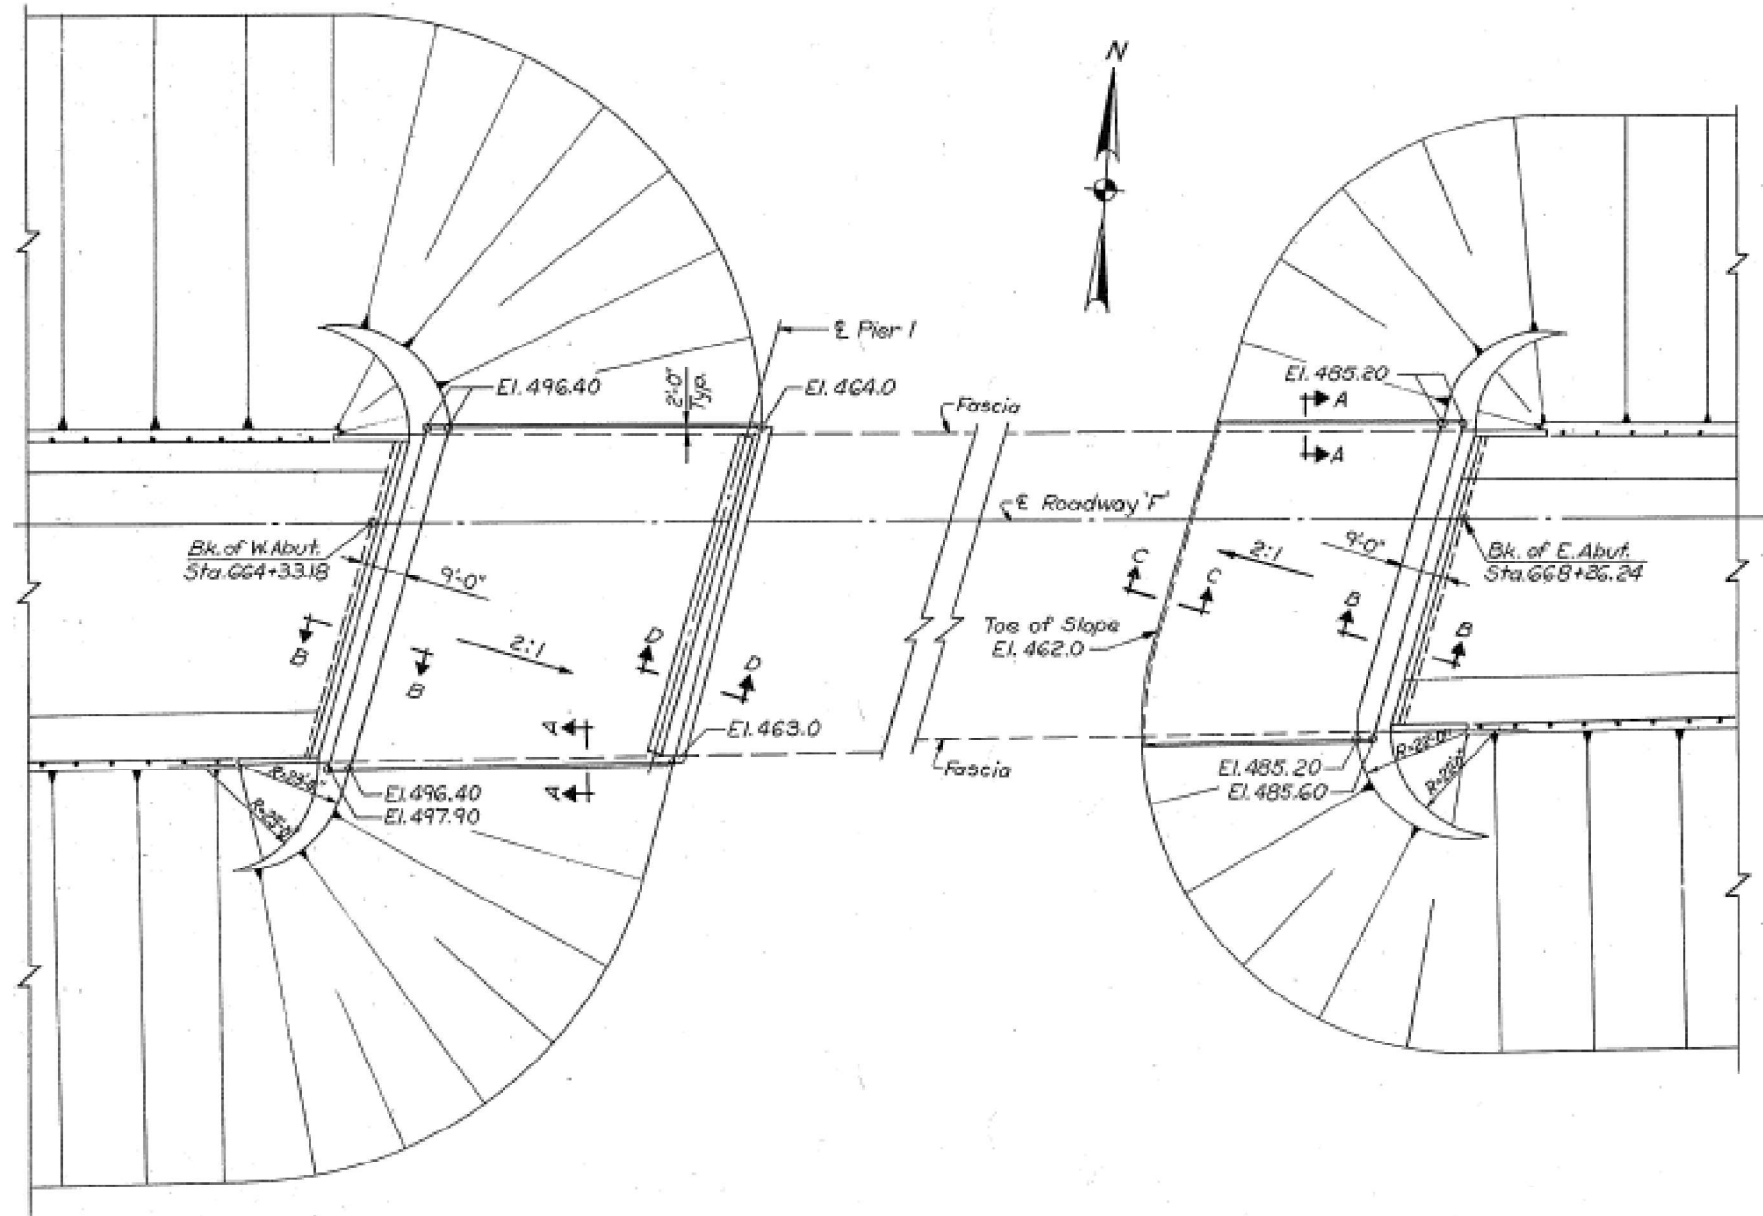 N
℄ Pier 1
El. 496.40
2'-0"
Typ.
El. 464.0
Fascia
El. 485.20
A
A
℄ Roadway 'F'
Bk. of W. Abut.
Sta. 664+33.18
9'-0"
B
B
2:1
D
D
C
C
2:1
9'-0"
Bk. of E. Abut.
Sta. 668+26.24
B
B
Toe of Slope
El. 462.0
A
A
El. 463.0
Fascia
El. 496.40
El. 497.90
El. 485.20
El. 485.60
R=22'-0"